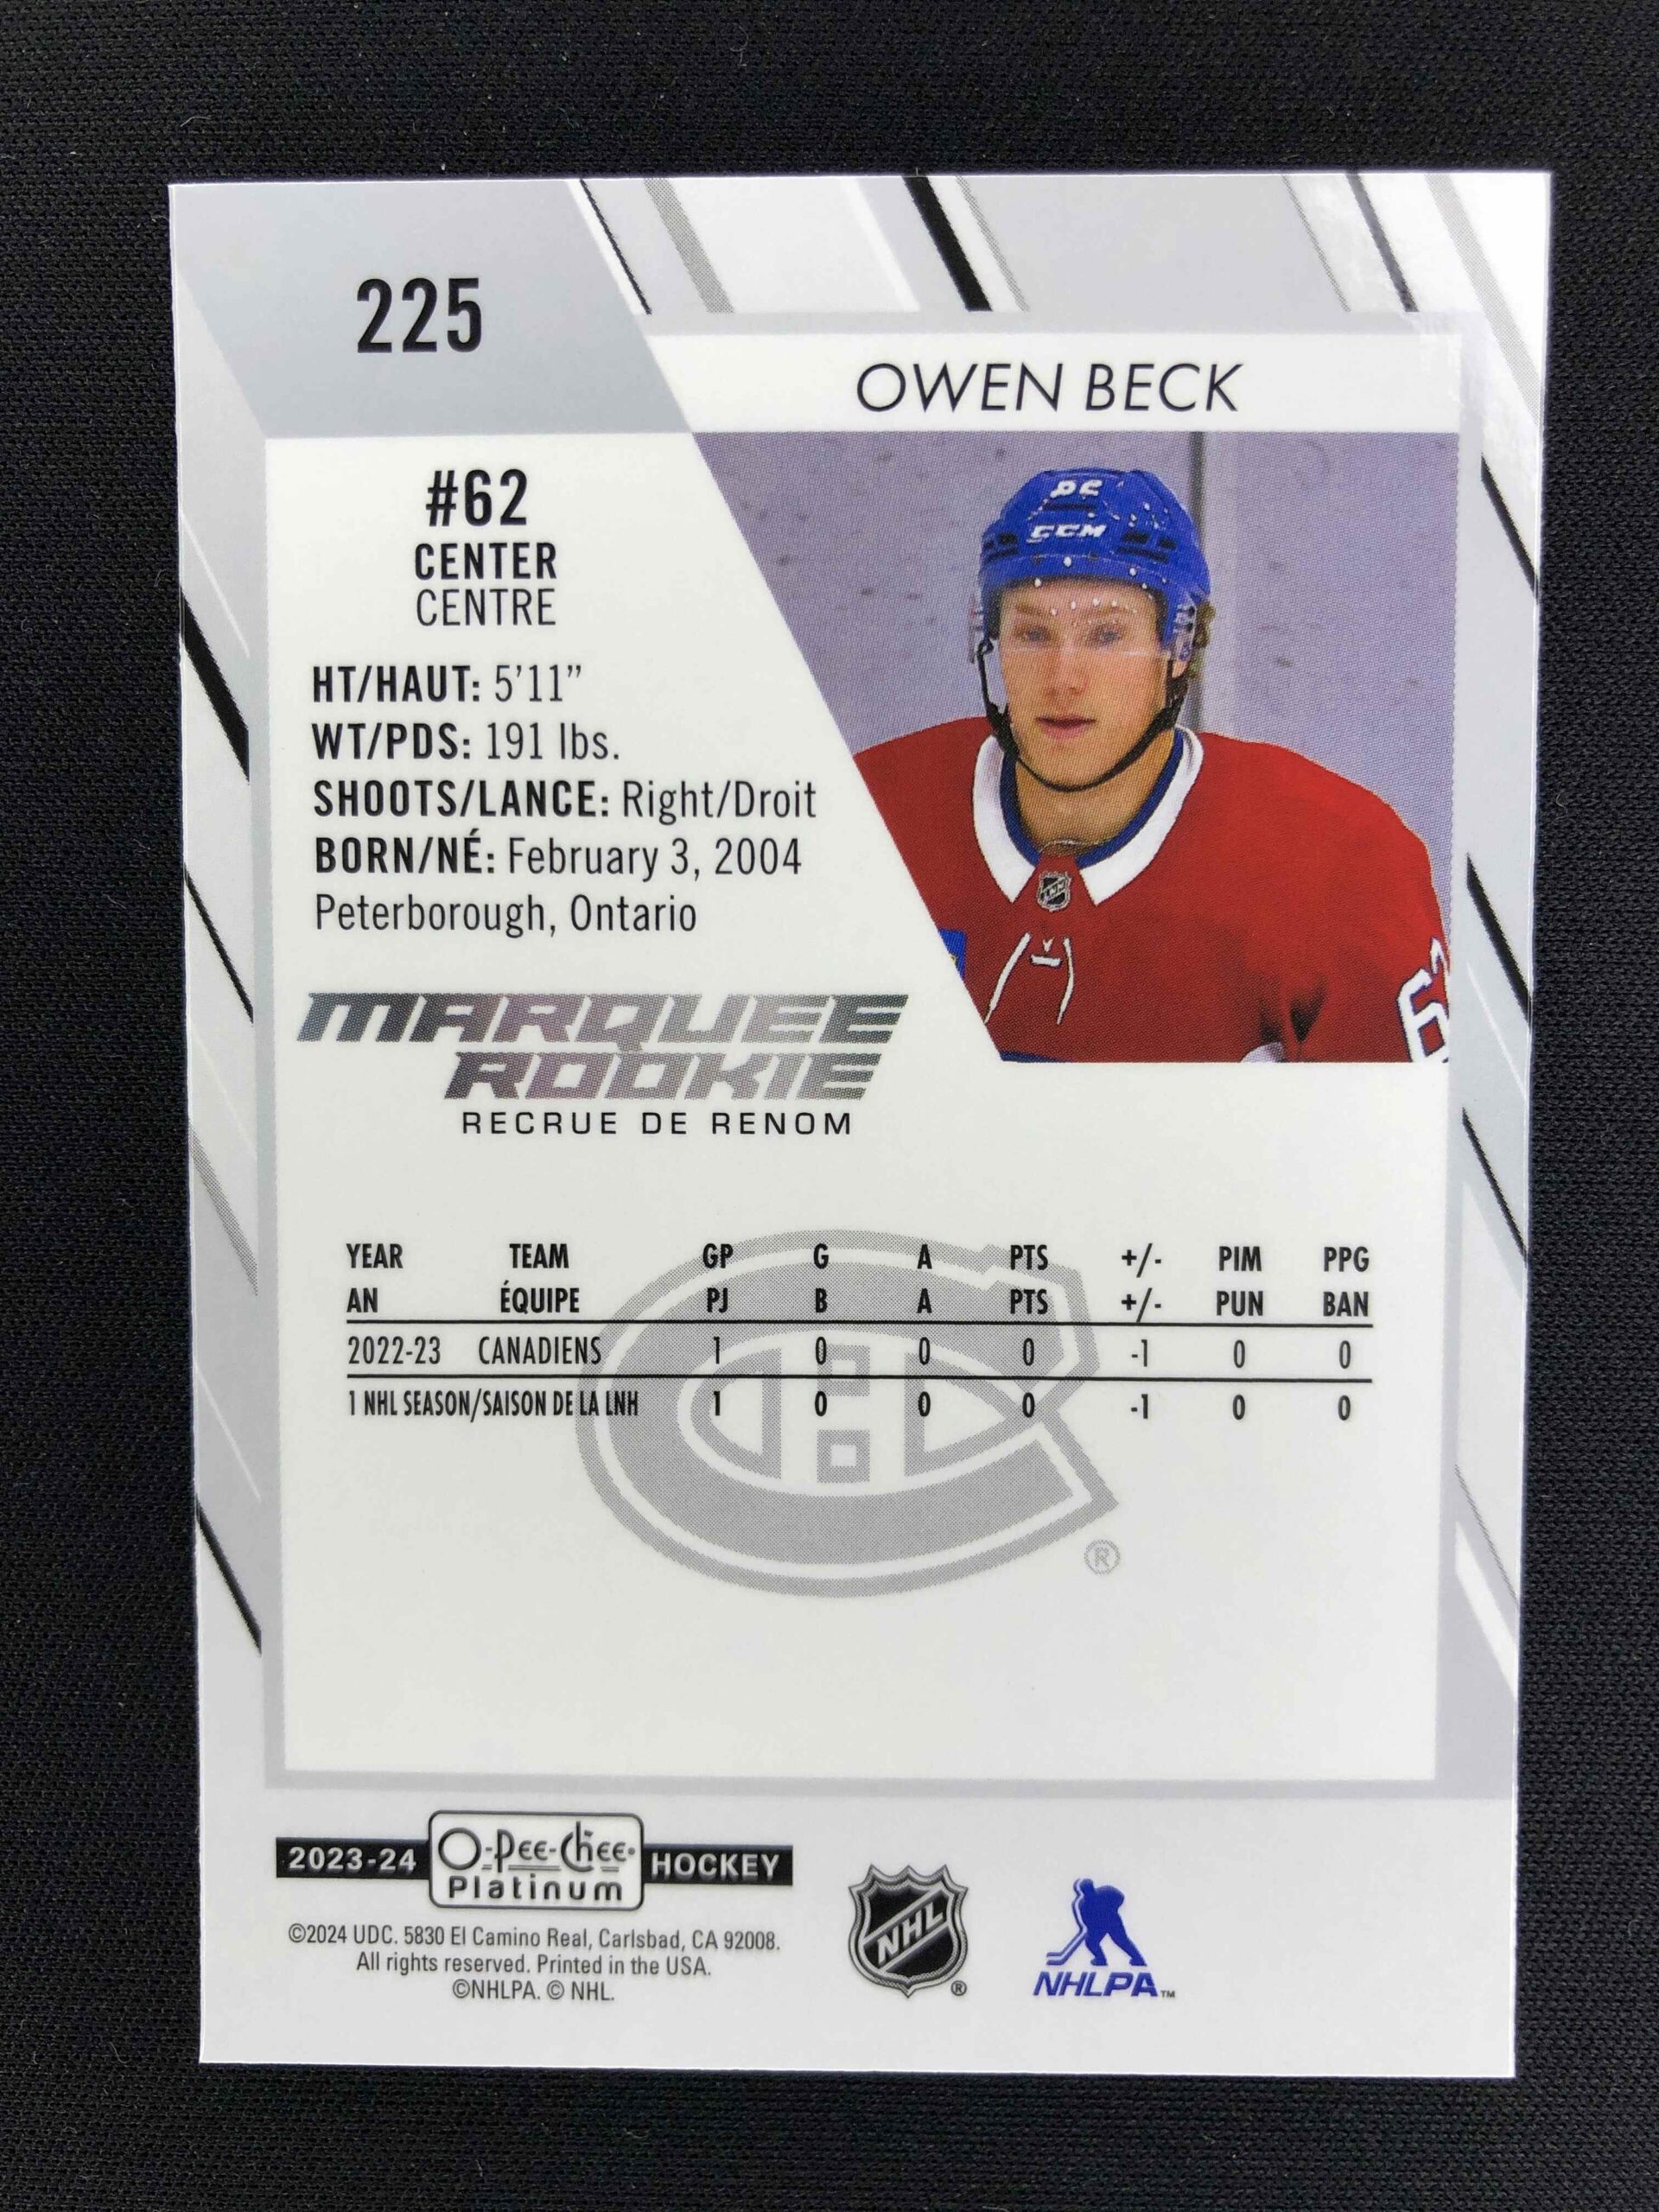 225
OWEN BECK
#62
CENTER
CENTRE
HT/HAUT: 5'11"
WT/PDS: 191 lbs.
SHOOTS/LANCE: Right/Droit
BORN/NÉ: February 3, 2004
Peterborough, Ontario
62
CCM
NHL
62
MARQUEE
ROOKIE
RECRUE DE RENOM
YEAR TEAM GP G A PTS +/- PIM PPG
AN ÉQUIPE PJ B A PTS +/- PUN BAN
2022-23 CANADIENS 1 0 0 0 -1 0 0
1 NHL SEASON/SAISON DE LA LNH 1 0 0 0 -1 0 0
®
2023-24 O-Pee-Chee Platinum HOCKEY
©2024 UDC. 5830 El Camino Real, Carlsbad, CA 92008.
All rights reserved. Printed in the USA.
©NHLPA. © NHL.
NHL ®
NHLPA™